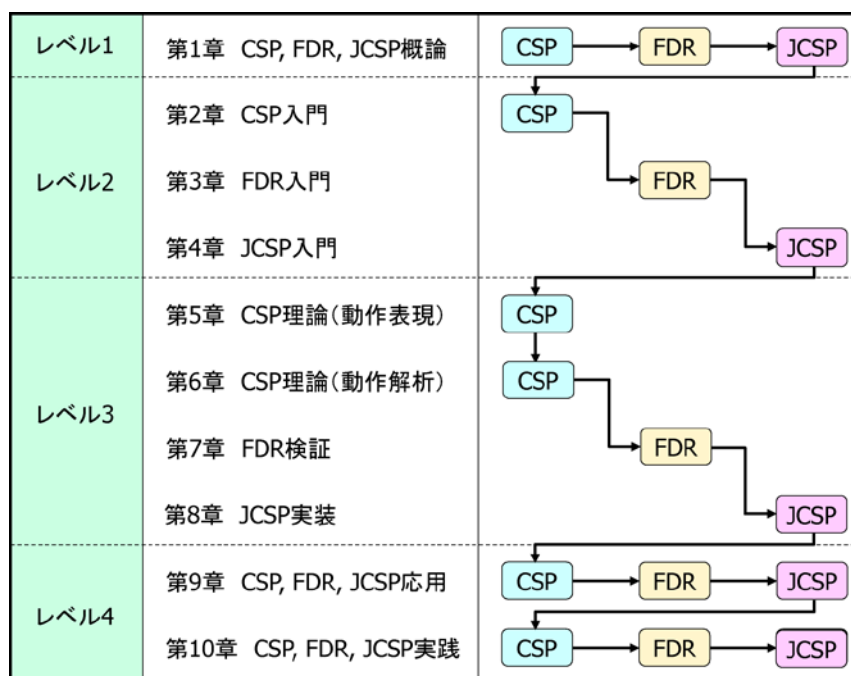 レベル1
第1章 CSP, FDR, JCSP概論
CSP FDR JCSP
レベル2
第2章 CSP入門
CSP
第3章 FDR入門
FDR
第4章 JCSP入門
JCSP
レベル3
第5章 CSP理論(動作表現)
CSP
第6章 CSP理論(動作解析)
CSP
第7章 FDR検証
FDR
第8章 JCSP実装
JCSP
レベル4
第9章 CSP, FDR, JCSP応用
CSP FDR JCSP
第10章 CSP, FDR, JCSP実践
CSP FDR JCSP